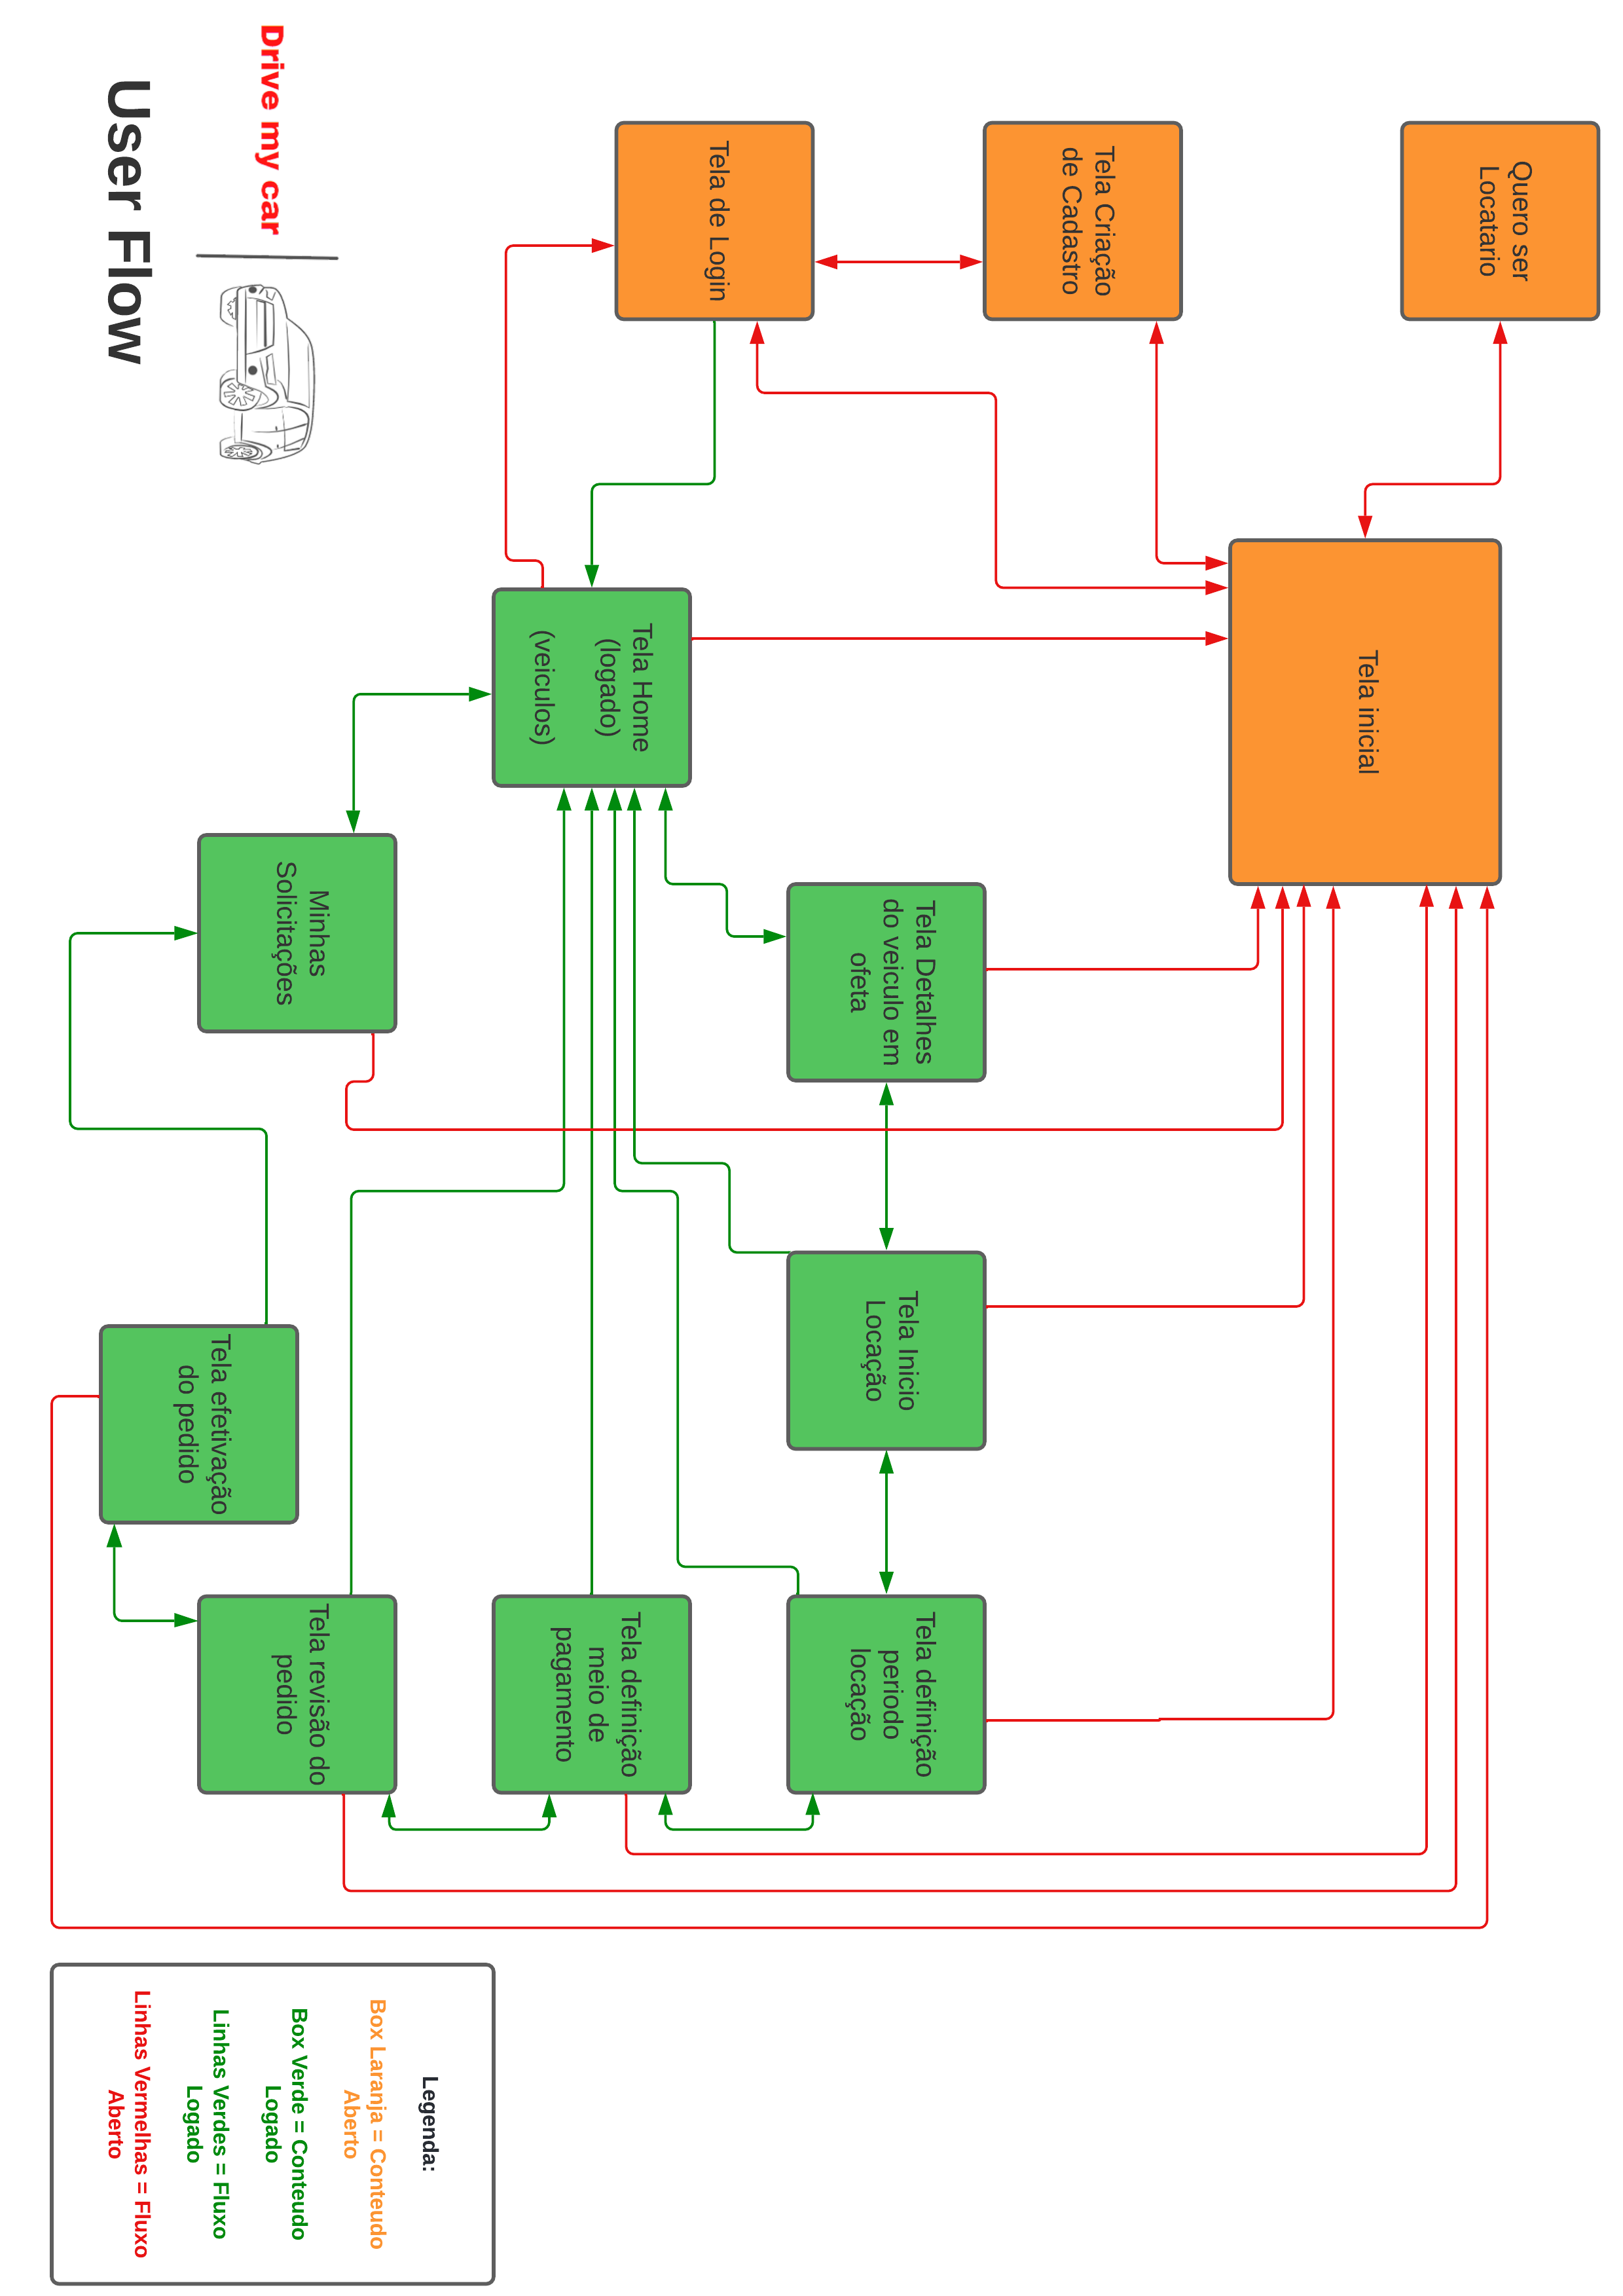 Quero ser
Locatario
Tela inicial
Tela Criação
de Cadastro
Tela Detalhes
do veiculo em
ofeta
Tela Inicio
Locação
Tela definição
periodo
locação
Tela de Login
Tela Home
(logado)
(veiculos)
Tela definição
meio de
pagamento
Minhas
Solicitações
Tela revisão do
pedido
Tela efetivação
do pedido
Drive my car
User Flow
Legenda:
Box Laranja = Conteudo
Aberto
Box Verde = Conteudo
Logado
Linhas Verdes = Fluxo
Logado
Linhas Vermelhas = Fluxo
Aberto